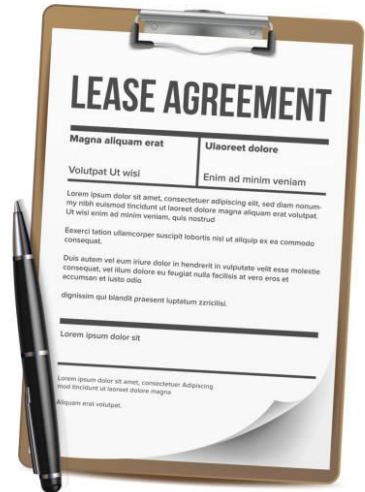 LEASE AGREEMENT
Magna aliquam erat
Volutpat Ut wisi
Ulaoreet dolore
Enim ad minim veniam
Lorem ipsum dolor sit amet, consectetuer adipiscing elit, sed diam nonum-
my nibh euismod tincidunt ut laoreet dolore magna aliquam erat volutpat.
Ut wisi enim ad minim veniam, quis nostrud
Eexerci tation ullamcorper suscipit lobortis nisl ut aliquip ex ea commodo
consequat.
Duis autem vel eum iriure dolor in hendrerit in vulputate velit esse molestie
consequat, vel illum dolore eu feugiat nulla facilisis at vero eros et
accumsan et iusto odio
dignissim qui blandit praesent luptatum zzriclisi.
Lorem ipsum dolor sit
Lorem ipsum dolor sit amet, consectetuer Adipiscing
mod tincidunt ut laoreet dolore magna
Aliquam erat volutpat.